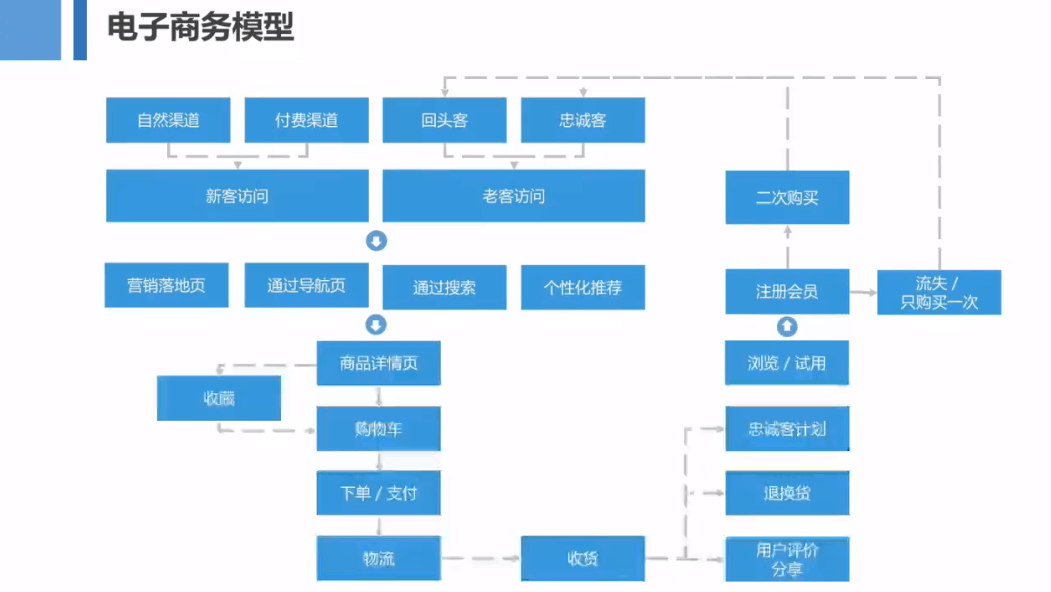 电子商务模型
自然渠道
付费渠道
回头客
忠诚客
新客访问
老客访问
二次购买
营销落地页
通过导航页
通过搜索
个性化推荐
注册会员
流失 /
只购买一次
商品详情页
浏览 / 试用
收藏
购物车
忠诚客计划
下单 / 支付
退换货
物流
收货
用户评价
分享